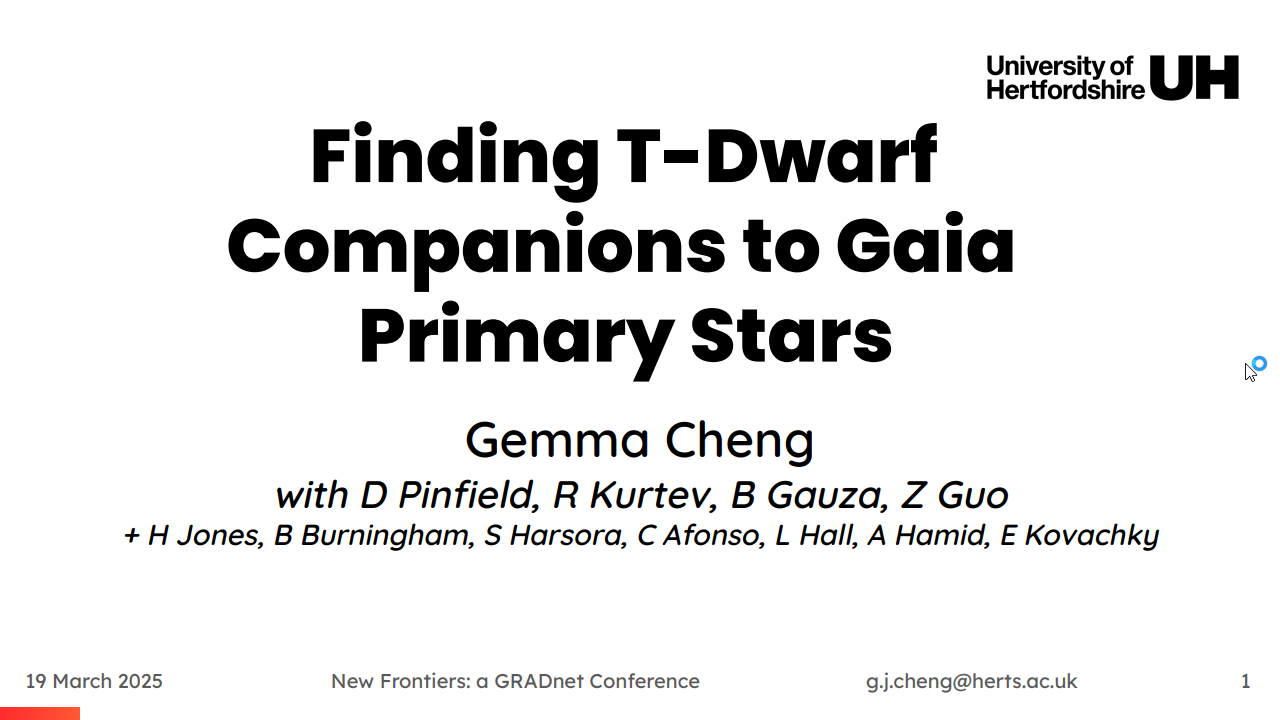 University of
Hertfordshire UH
Finding T-Dwarf
Companions to Gaia
Primary Stars
Gemma Cheng
with D Pinfield, R Kurtev, B Gauza, Z Guo
+ H Jones, B Burningham, S Harsora, C Afonso, L Hall, A Hamid, E Kovachky
19 March 2025 New Frontiers: a GRADnet Conference g.j.cheng@herts.ac.uk 1